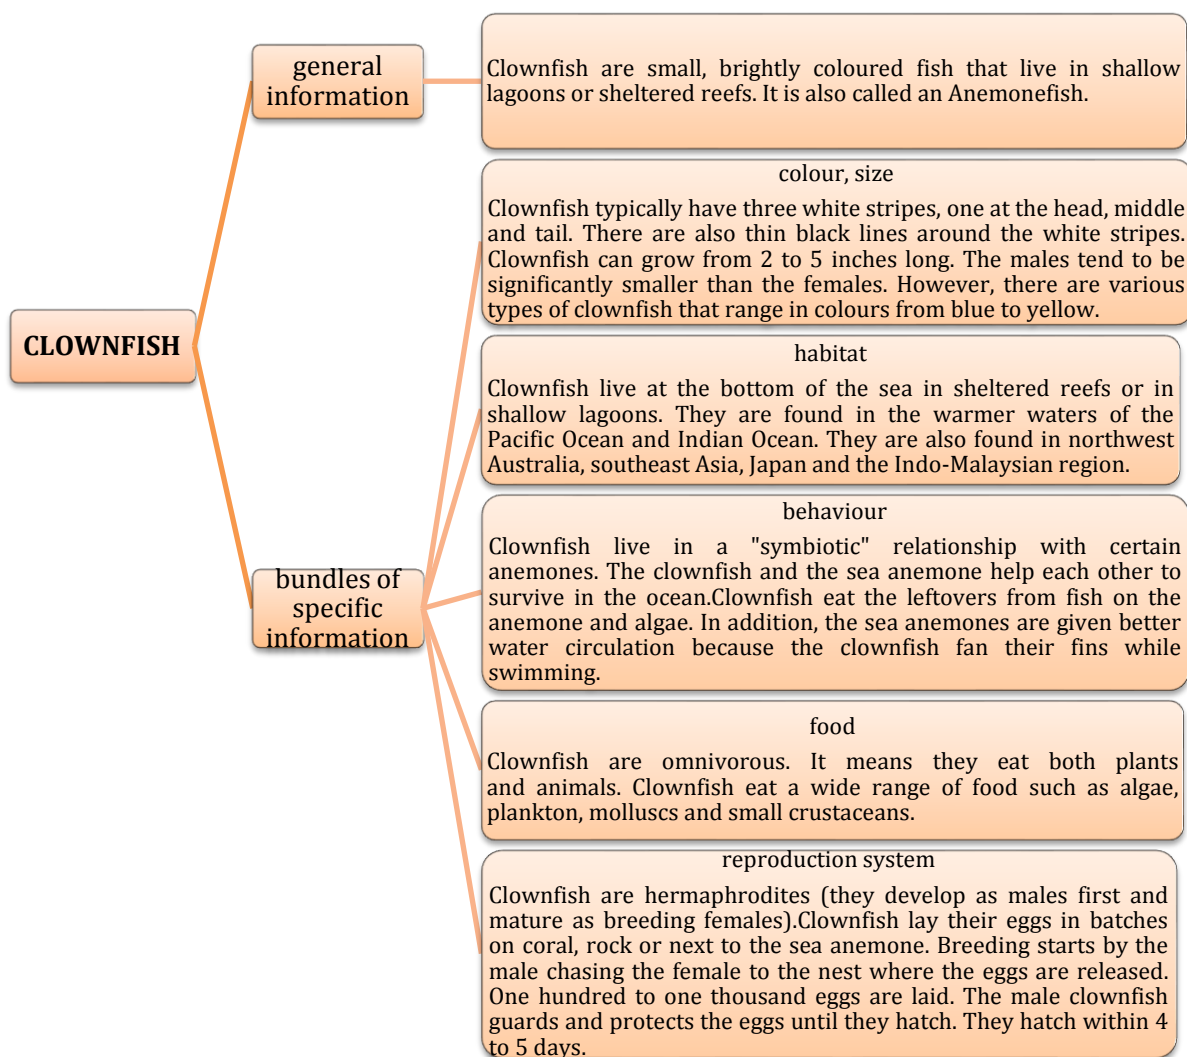 general
information
Clownfish are small, brightly coloured fish that live in shallow
lagoons or sheltered reefs. It is also called an Anemonefish.
colour, size
Clownfish typically have three white stripes, one at the head, middle
and tail. There are also thin black lines around the white stripes.
Clownfish can grow from 2 to 5 inches long. The males tend to be
significantly smaller than the females. However, there are various
types of clownfish that range in colours from blue to yellow.
CLOWNFISH
habitat
Clownfish live at the bottom of the sea in sheltered reefs or in
shallow lagoons. They are found in the warmer waters of the
Pacific Ocean and Indian Ocean. They are also found in northwest
Australia, southeast Asia, Japan and the Indo-Malaysian region.
bundles of
specific
information
behaviour
Clownfish live in a "symbiotic" relationship with certain
anemones. The clownfish and the sea anemone help each other to
survive in the ocean.Clownfish eat the leftovers from fish on the
anemone and algae. In addition, the sea anemones are given better
water circulation because the clownfish fan their fins while
swimming.
food
Clownfish are omnivorous. It means they eat both plants
and animals. Clownfish eat a wide range of food such as algae,
plankton, molluscs and small crustaceans.
reproduction system
Clownfish are hermaphrodites (they develop as males first and
mature as breeding females).Clownfish lay their eggs in batches
on coral, rock or next to the sea anemone. Breeding starts by the
male chasing the female to the nest where the eggs are released.
One hundred to one thousand eggs are laid. The male clownfish
guards and protects the eggs until they hatch. They hatch within 4
to 5 days.